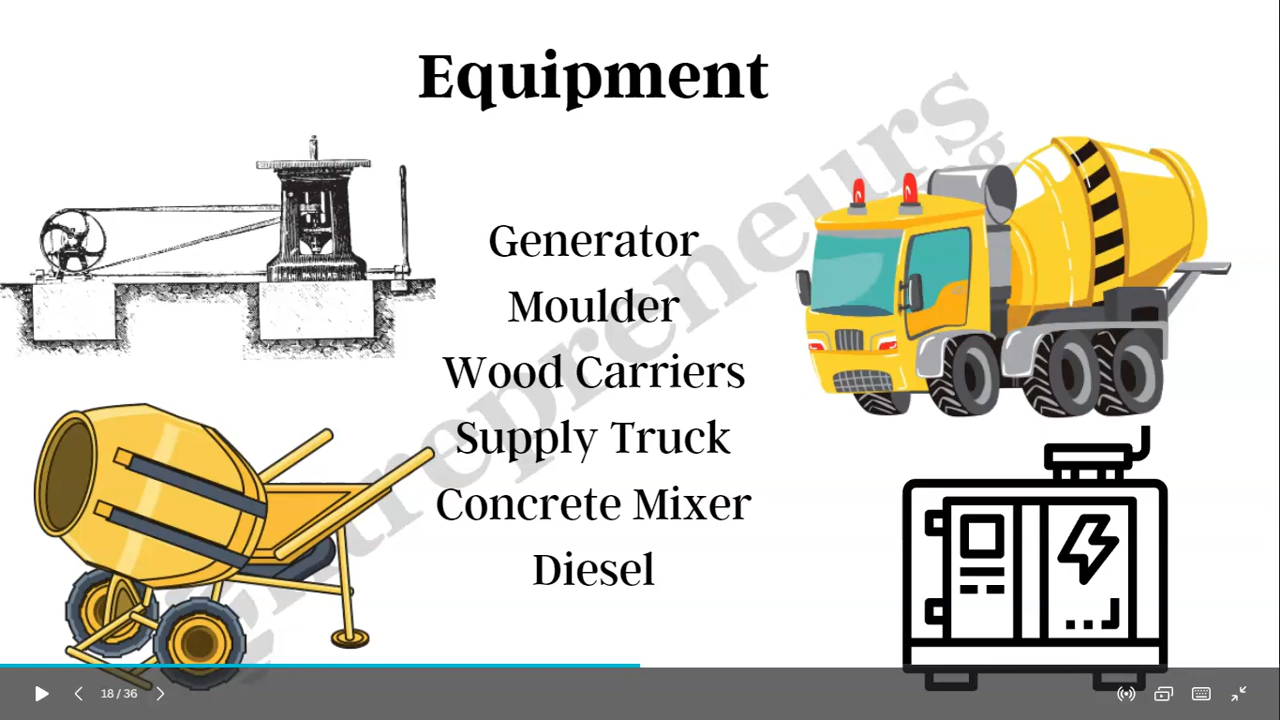 Equipment
Generator
Moulder
Wood Carriers
Supply Truck
Concrete Mixer
Diesel
18 / 36